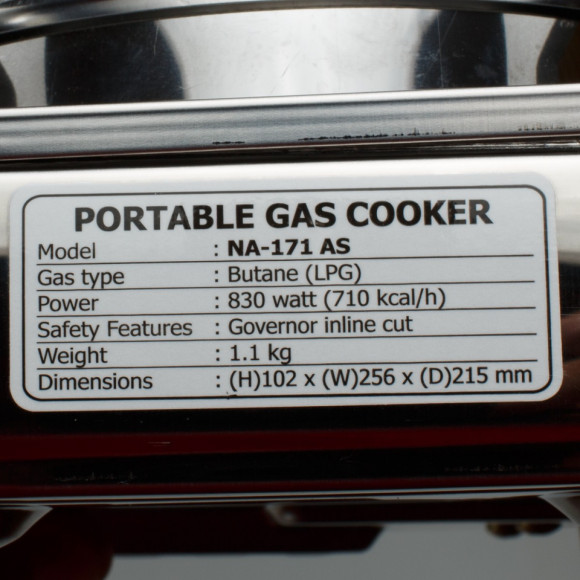 PORTABLE GAS COOKER
Model : NA-171 AS
Gas type : Butane (LPG)
Power : 830 watt (710 kcal/h)
Safety Features : Governor inline cut
Weight : 1.1 kg
Dimensions : (H)102 x (W)256 x (D)215 mm